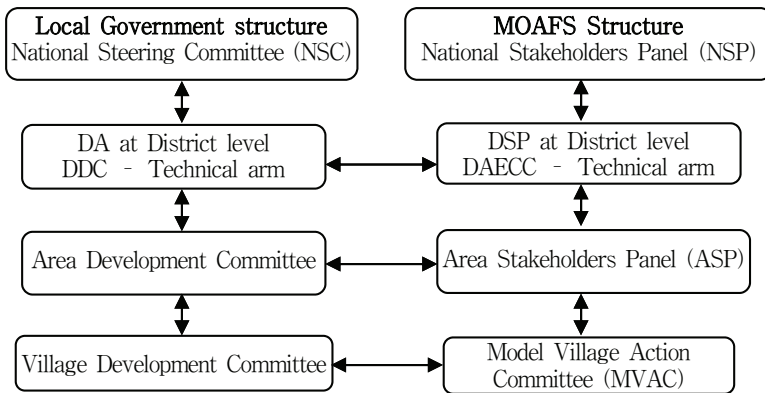 Local Government structure
National Steering Committee (NSC)
MOAFS Structure
National Stakeholders Panel (NSP)
DA at District level
DDC - Technical arm
DSP at District level
DAECC - Technical arm
Area Development Committee
Area Stakeholders Panel (ASP)
Village Development Committee
Model Village Action
Committee (MVAC)